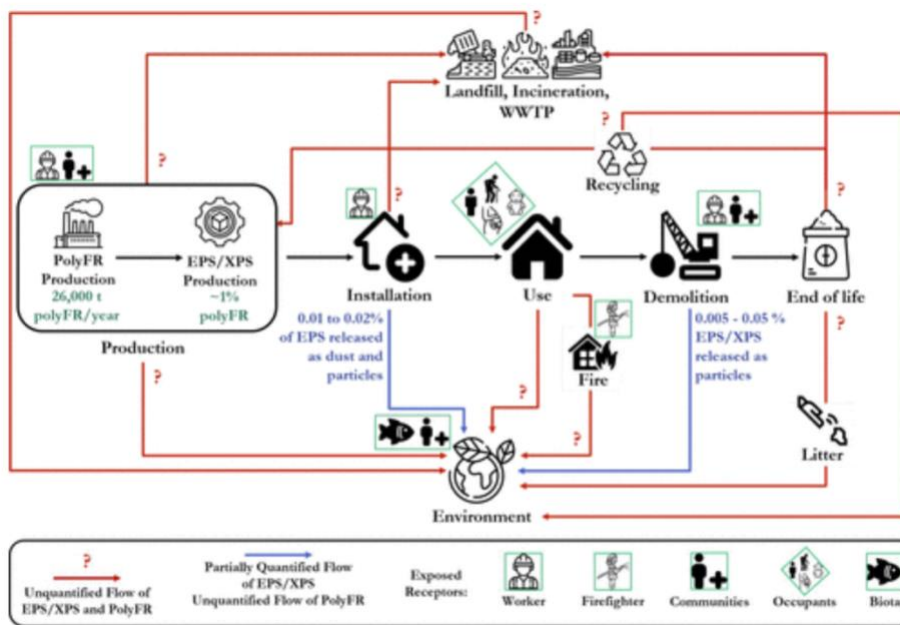 ?
Landfill, Incineration,
WWTP
?
?
Recycling
?
?
PolyFR
Production
26,000 t
polyFR/year
EPS/XPS
Production
~1%
polyFR
Production
Installation
Use
Demolition
End of life
0.01 to 0.02%
of EPS released
as dust and
particles
0.005 - 0.05 %
EPS/XPS
released as
particles
?
Fire
?
?
?
Litter
Environment
?
Unquantified Flow of
EPS/XPS and PolyFR
Partially Quantified Flow
of EPS/XPS
Unquantified Flow of PolyFR
Exposed
Receptors:
Worker
Firefighter
Communities
Occupants
Biota